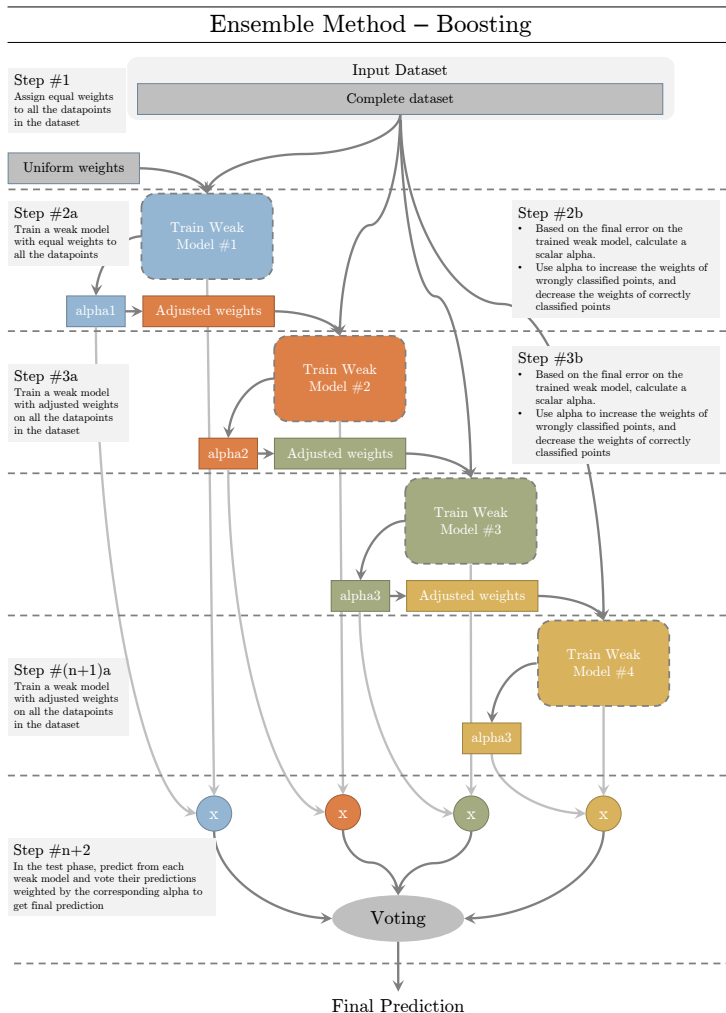 Ensemble Method – Boosting
Step #1
Assign equal weights
to all the datapoints
in the dataset
Input Dataset
Complete dataset
Uniform weights
Step #2a
Train a weak model
with equal weights to
all the datapoints
Train Weak
Model #1
Step #2b
• Based on the final error on the
trained weak model, calculate a
scalar alpha.
• Use alpha to increase the weights of
wrongly classified points, and
decrease the weights of correctly
classified points
alpha1
Adjusted weights
Step #3a
Train a weak model
with adjusted weights
on all the datapoints
in the dataset
Train Weak
Model #2
Step #3b
• Based on the final error on the
trained weak model, calculate a
scalar alpha.
• Use alpha to increase the weights of
wrongly classified points, and
decrease the weights of correctly
classified points
alpha2
Adjusted weights
Train Weak
Model #3
alpha3
Adjusted weights
Step #(n+1)a
Train a weak model
with adjusted weights
on all the datapoints
in the dataset
Train Weak
Model #4
alpha3
x
x
x
x
Step #n+2
In the test phase, predict from each
weak model and vote their predictions
weighted by the corresponding alpha to
get final prediction
Voting
Final Prediction